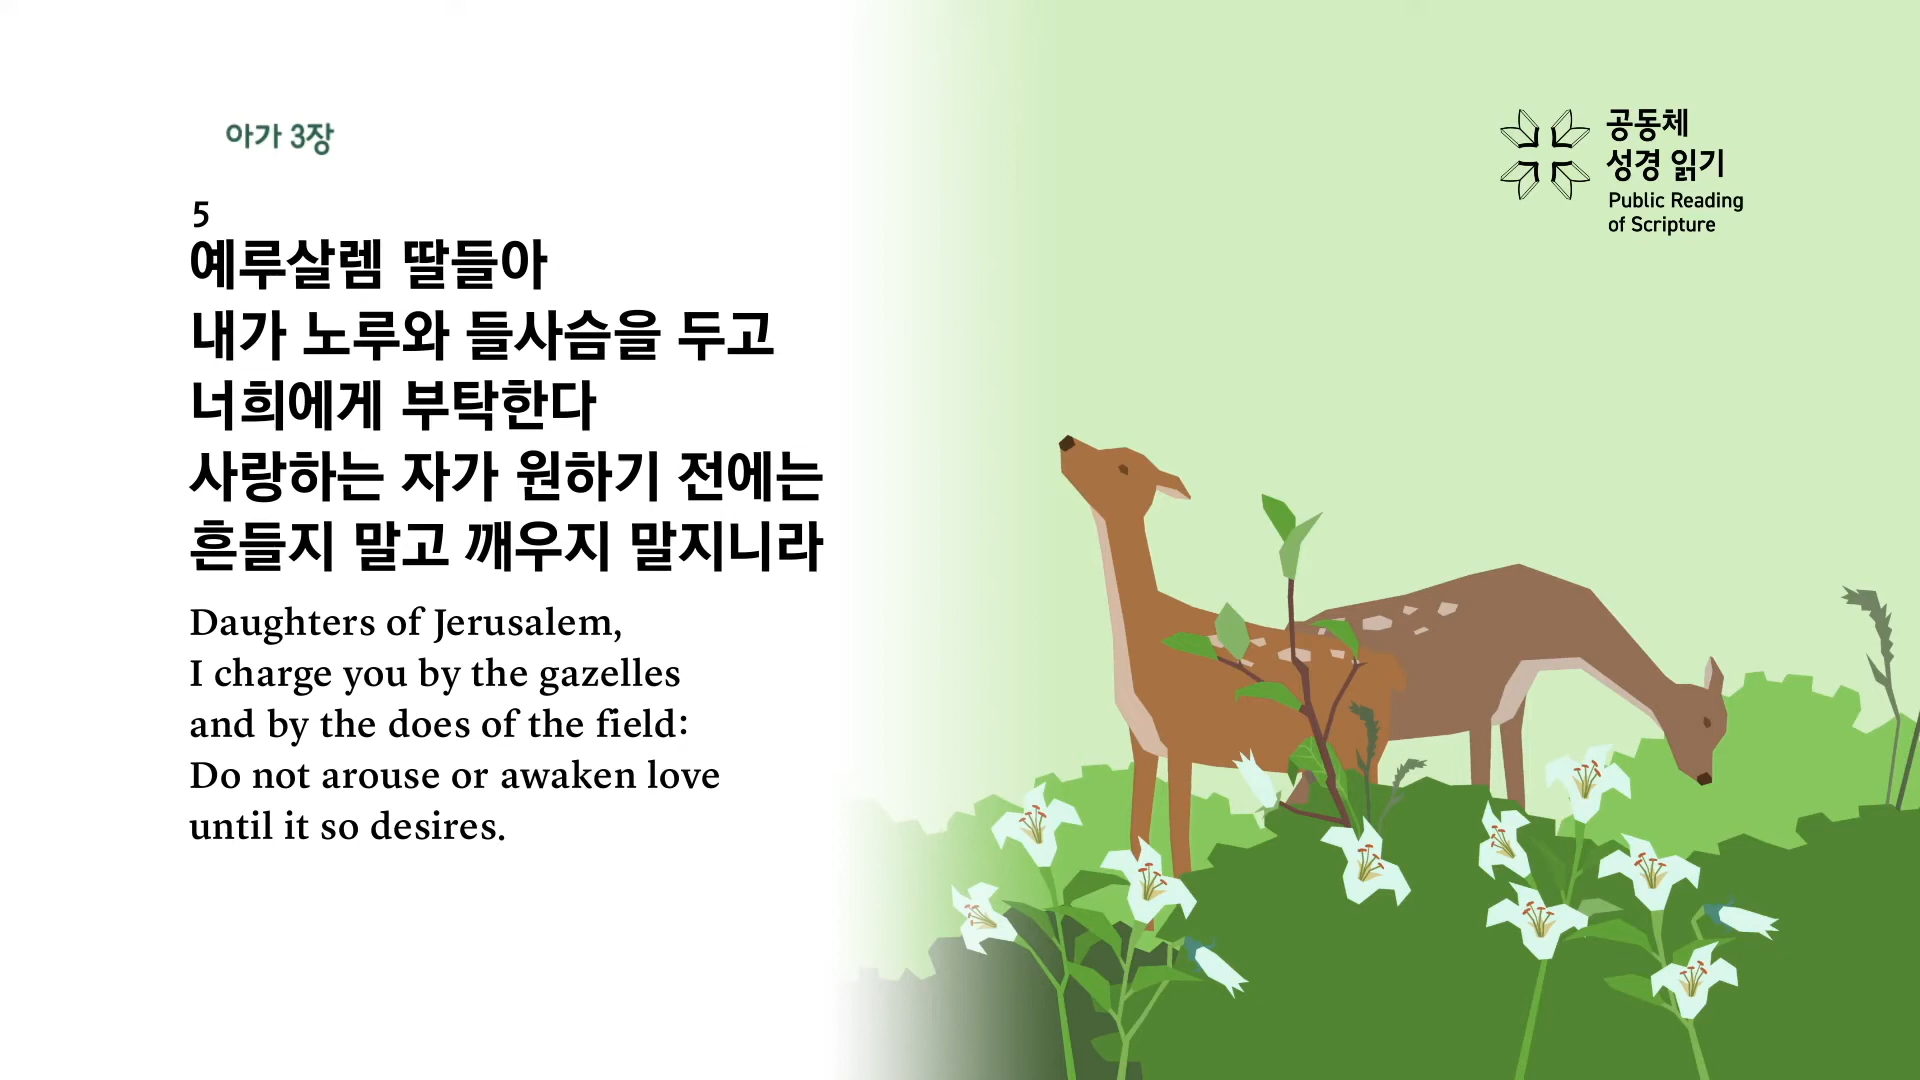 아가 3장
5
예루살렘 딸들아
내가 노루와 들사슴을 두고
너희에게 부탁한다
사랑하는 자가 원하기 전에는
흔들지 말고 깨우지 말지니라
Daughters of Jerusalem,
I charge you by the gazelles
and by the does of the field:
Do not arouse or awaken love
until it so desires.
공동체
성경 읽기
Public Reading
of Scripture